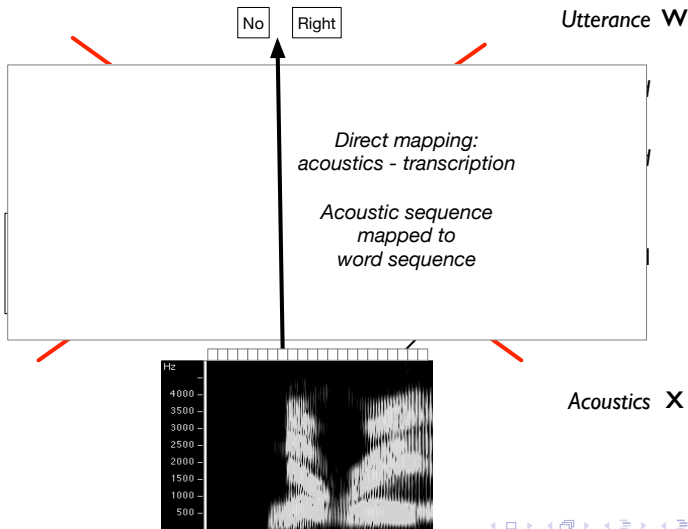 No Right
Utterance W
Direct mapping:
acoustics - transcription
Acoustic sequence
mapped to
word sequence
Hz
4000
3500
3000
2500
2000
1500
1000
500
Acoustics X